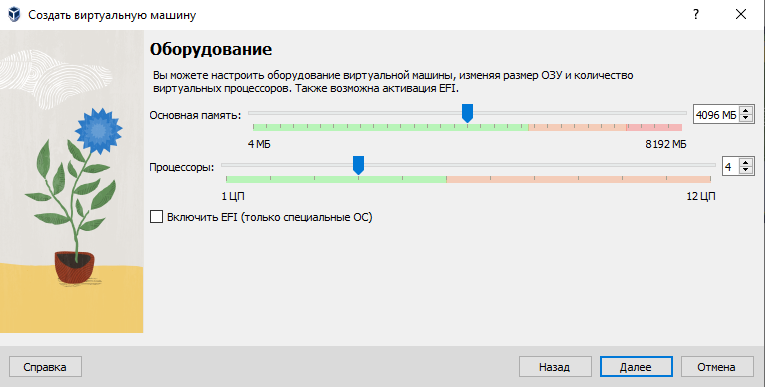 Создать виртуальную машину
Оборудование
Вы можете настроить оборудование виртуальной машины, изменяя размер ОЗУ и количество
виртуальных процессоров. Также возможна активация EFI.
Основная память: 4096 МБ
4 МБ 8192 МБ
Процессоры: 4
1 ЦП 12 ЦП
Включить EFI (только специальные ОС)
Справка Назад Далее Отмена